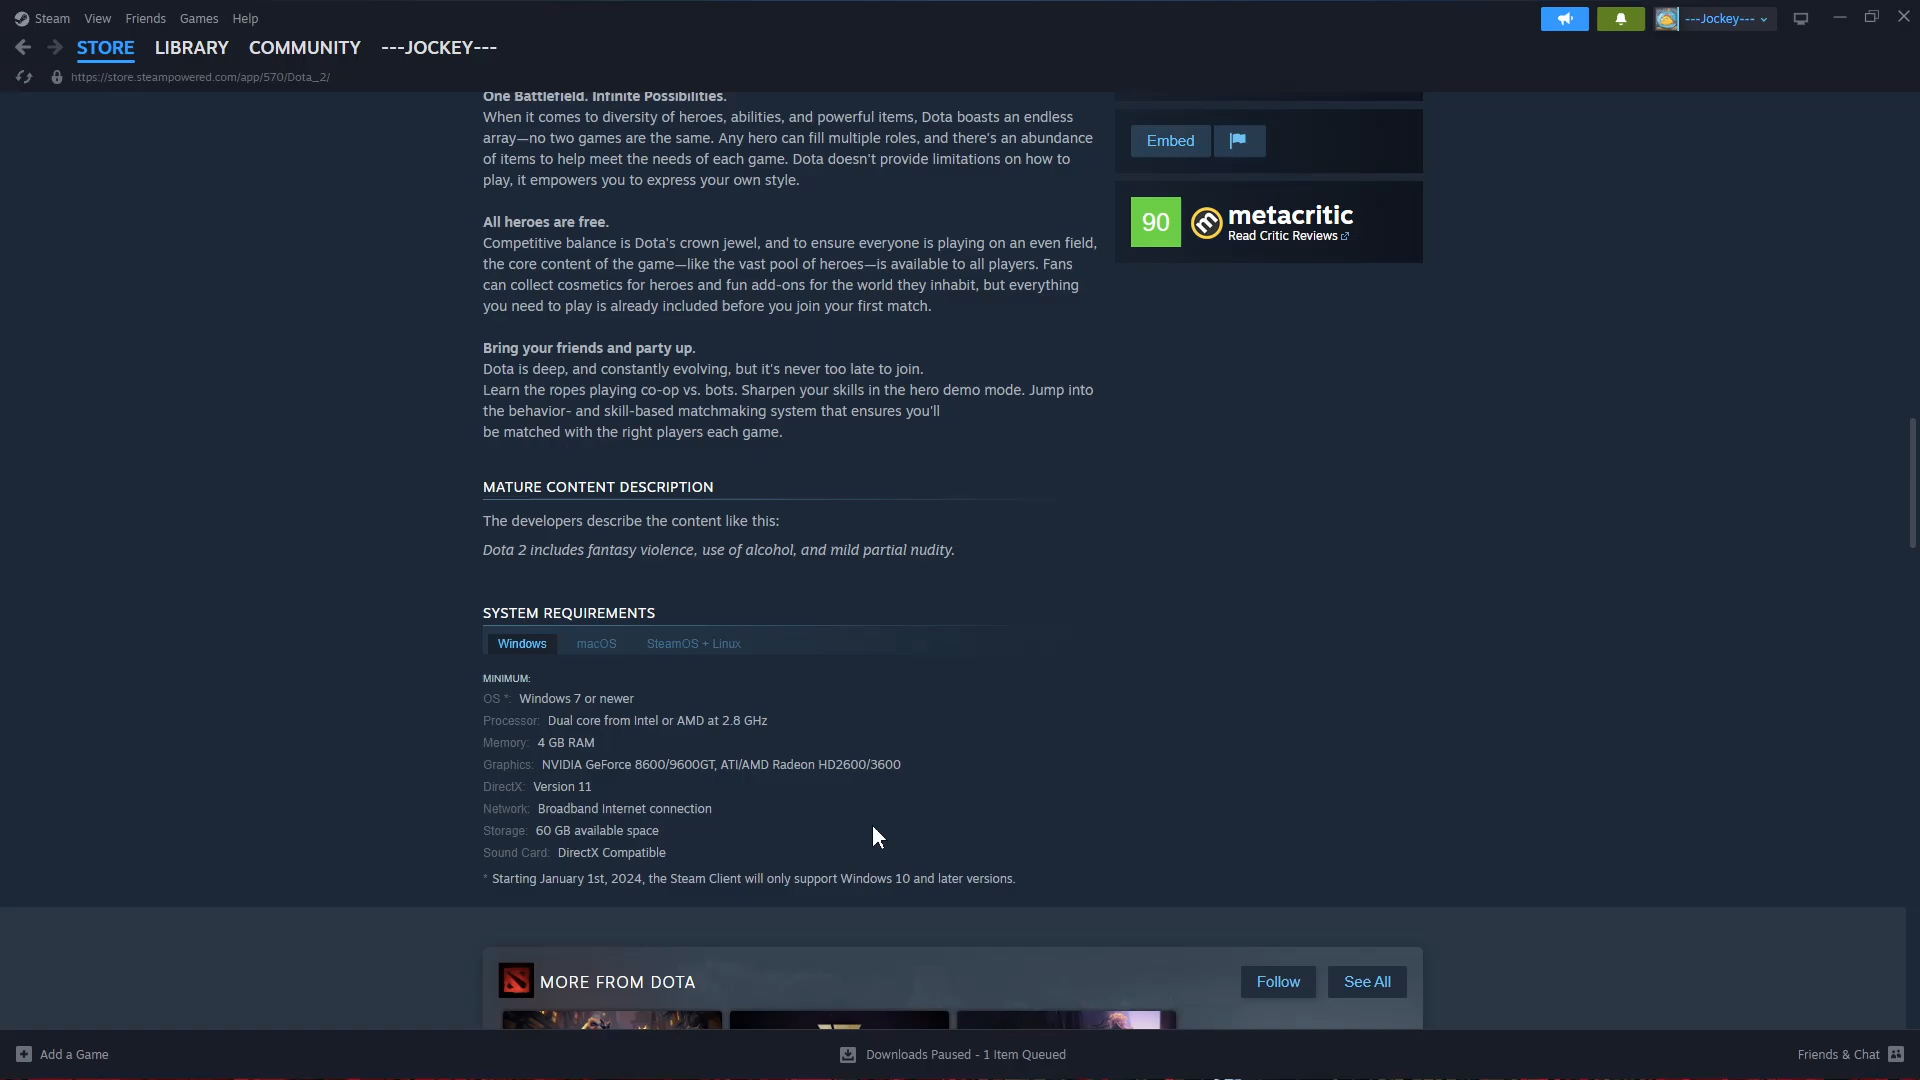 Steam View Friends Games Help
---Jockey---
STORE LIBRARY COMMUNITY ---JOCKEY---
https://store.steampowered.com/app/570/Dota_2/
One Battlefield. Infinite Possibilities.
When it comes to diversity of heroes, abilities, and powerful items, Dota boasts an endless
array—no two games are the same. Any hero can fill multiple roles, and there's an abundance
of items to help meet the needs of each game. Dota doesn't provide limitations on how to
play, it empowers you to express your own style.
Embed
90
metacritic
Read Critic Reviews
All heroes are free.
Competitive balance is Dota's crown jewel, and to ensure everyone is playing on an even field,
the core content of the game—like the vast pool of heroes—is available to all players. Fans
can collect cosmetics for heroes and fun add-ons for the world they inhabit, but everything
you need to play is already included before you join your first match.
Bring your friends and party up.
Dota is deep, and constantly evolving, but it's never too late to join.
Learn the ropes playing co-op vs. bots. Sharpen your skills in the hero demo mode. Jump into
the behavior- and skill-based matchmaking system that ensures you'll
be matched with the right players each game.
MATURE CONTENT DESCRIPTION
The developers describe the content like this:
Dota 2 includes fantasy violence, use of alcohol, and mild partial nudity.
SYSTEM REQUIREMENTS
Windows macOS SteamOS + Linux
MINIMUM:
OS *: Windows 7 or newer
Processor: Dual core from Intel or AMD at 2.8 GHz
Memory: 4 GB RAM
Graphics: NVIDIA GeForce 8600/9600GT, ATI/AMD Radeon HD2600/3600
DirectX: Version 11
Network: Broadband Internet connection
Storage: 60 GB available space
Sound Card: DirectX Compatible
* Starting January 1st, 2024, the Steam Client will only support Windows 10 and later versions.
MORE FROM DOTA
Follow See All
Add a Game
Downloads Paused - 1 Item Queued
Friends & Chat